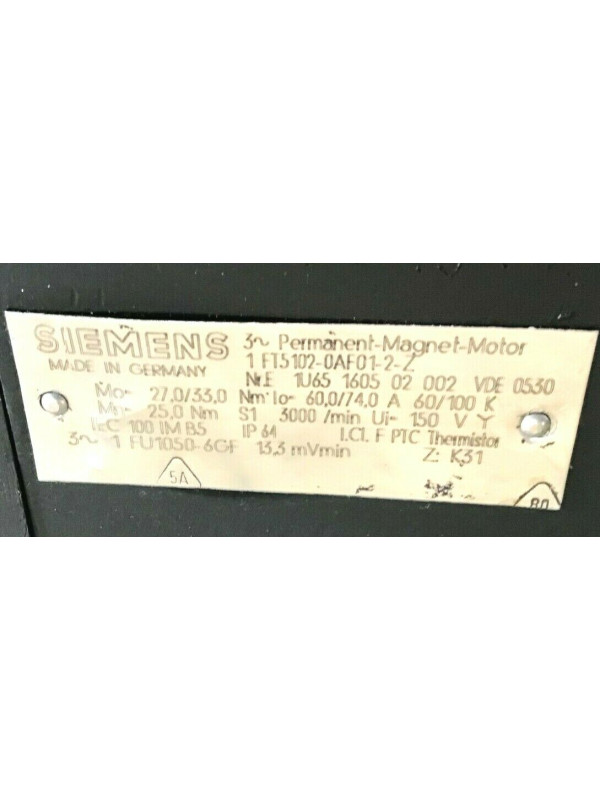 SIEMENS 3~ Permanent-Magnet-Motor
MADE IN GERMANY 1 FT5102-0AF01-2-Z
Nr.E 1U65 1605 02 002 VDE 0530
Mo- 27,0/33,0 Nm Io- 60,0/74,0 A 60/100 K
Mn- 25,0 Nm S1 3000 /min Ui- 150 V Y
IEC 100 IM B5 IP 64 I.Cl. F PTC Thermistor
3~ 1 FU1050-6GF 13,3 mVmin Z: K31
5A